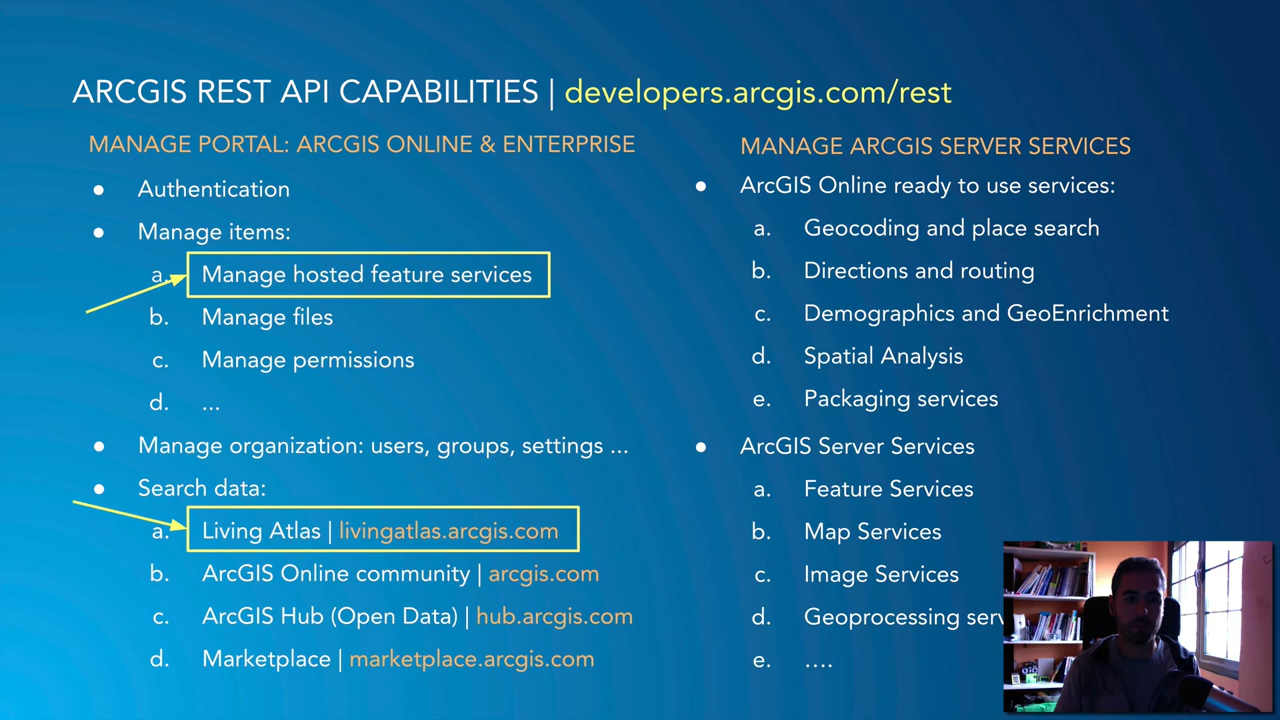 ARCGIS REST API CAPABILITIES | developers.arcgis.com/rest
MANAGE PORTAL: ARCGIS ONLINE & ENTERPRISE
● Authentication
● Manage items:
a. Manage hosted feature services
b. Manage files
c. Manage permissions
d. ...
● Manage organization: users, groups, settings ...
● Search data:
a. Living Atlas | livingatlas.arcgis.com
b. ArcGIS Online community | arcgis.com
c. ArcGIS Hub (Open Data) | hub.arcgis.com
d. Marketplace | marketplace.arcgis.com
MANAGE ARCGIS SERVER SERVICES
● ArcGIS Online ready to use services:
a. Geocoding and place search
b. Directions and routing
c. Demographics and GeoEnrichment
d. Spatial Analysis
e. Packaging services
● ArcGIS Server Services
a. Feature Services
b. Map Services
c. Image Services
d. Geoprocessing
e. ....